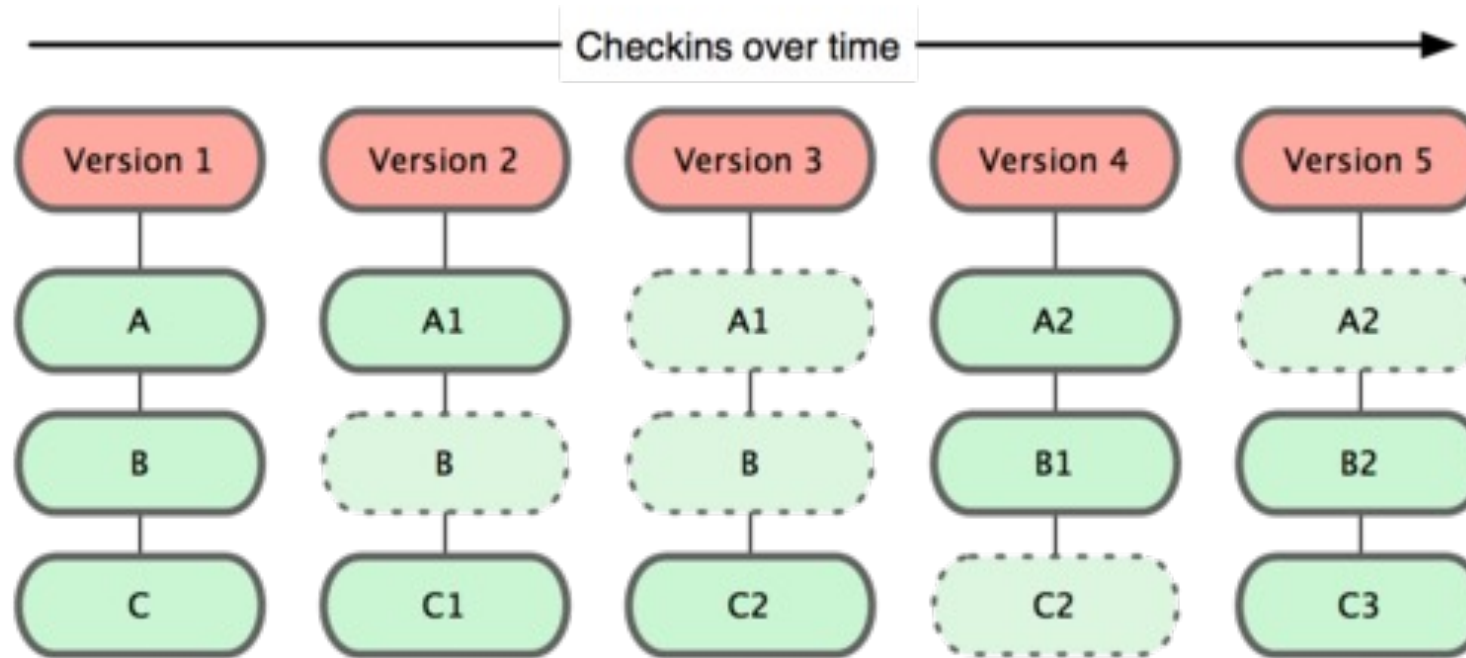 Checkins over time
Version 1 Version 2 Version 3 Version 4 Version 5
A A1 A1 A2 A2
B B B B1 B2
C C1 C2 C2 C3